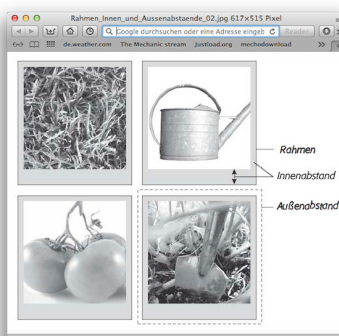 Rahmen_Innen_und_Aussenabstaende_02.jpg 617×515 Pixel
Google durchsuchen oder eine Adresse eingeb
Reader
de.weather.com The Mechanic stream Justload.org mechodownload
Rahmen
Innenabstand
Außenabstand